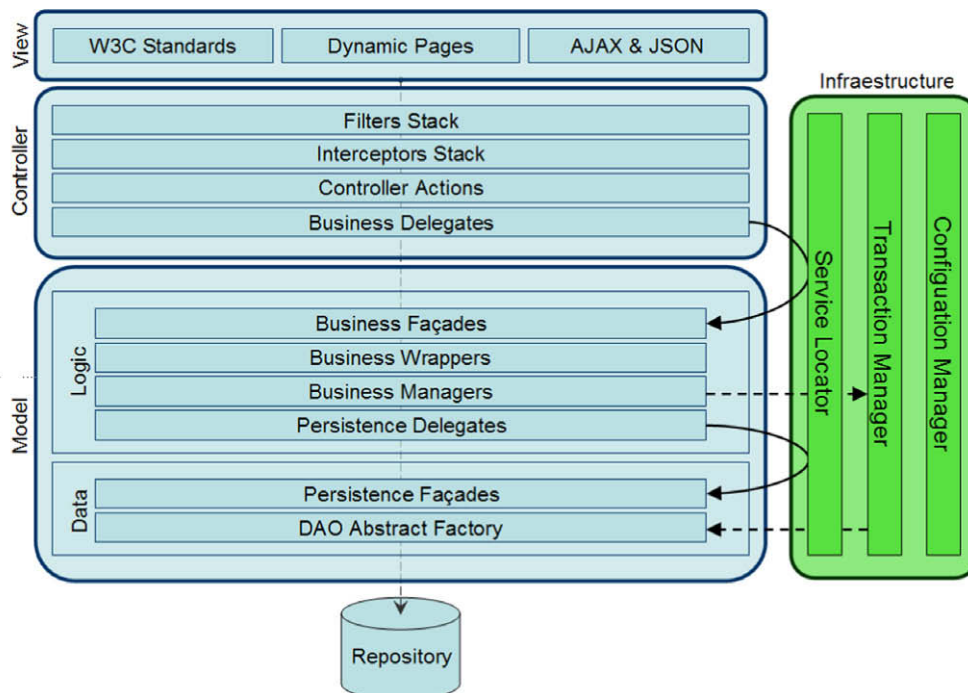 View
W3C Standards
Dynamic Pages
AJAX & JSON
Infraestructure
Controller
Filters Stack
Interceptors Stack
Controller Actions
Business Delegates
Model
Logic
Business Façades
Business Wrappers
Business Managers
Persistence Delegates
Data
Persistence Façades
DAO Abstract Factory
Service Locator
Transaction Manager
Configuation Manager
Repository